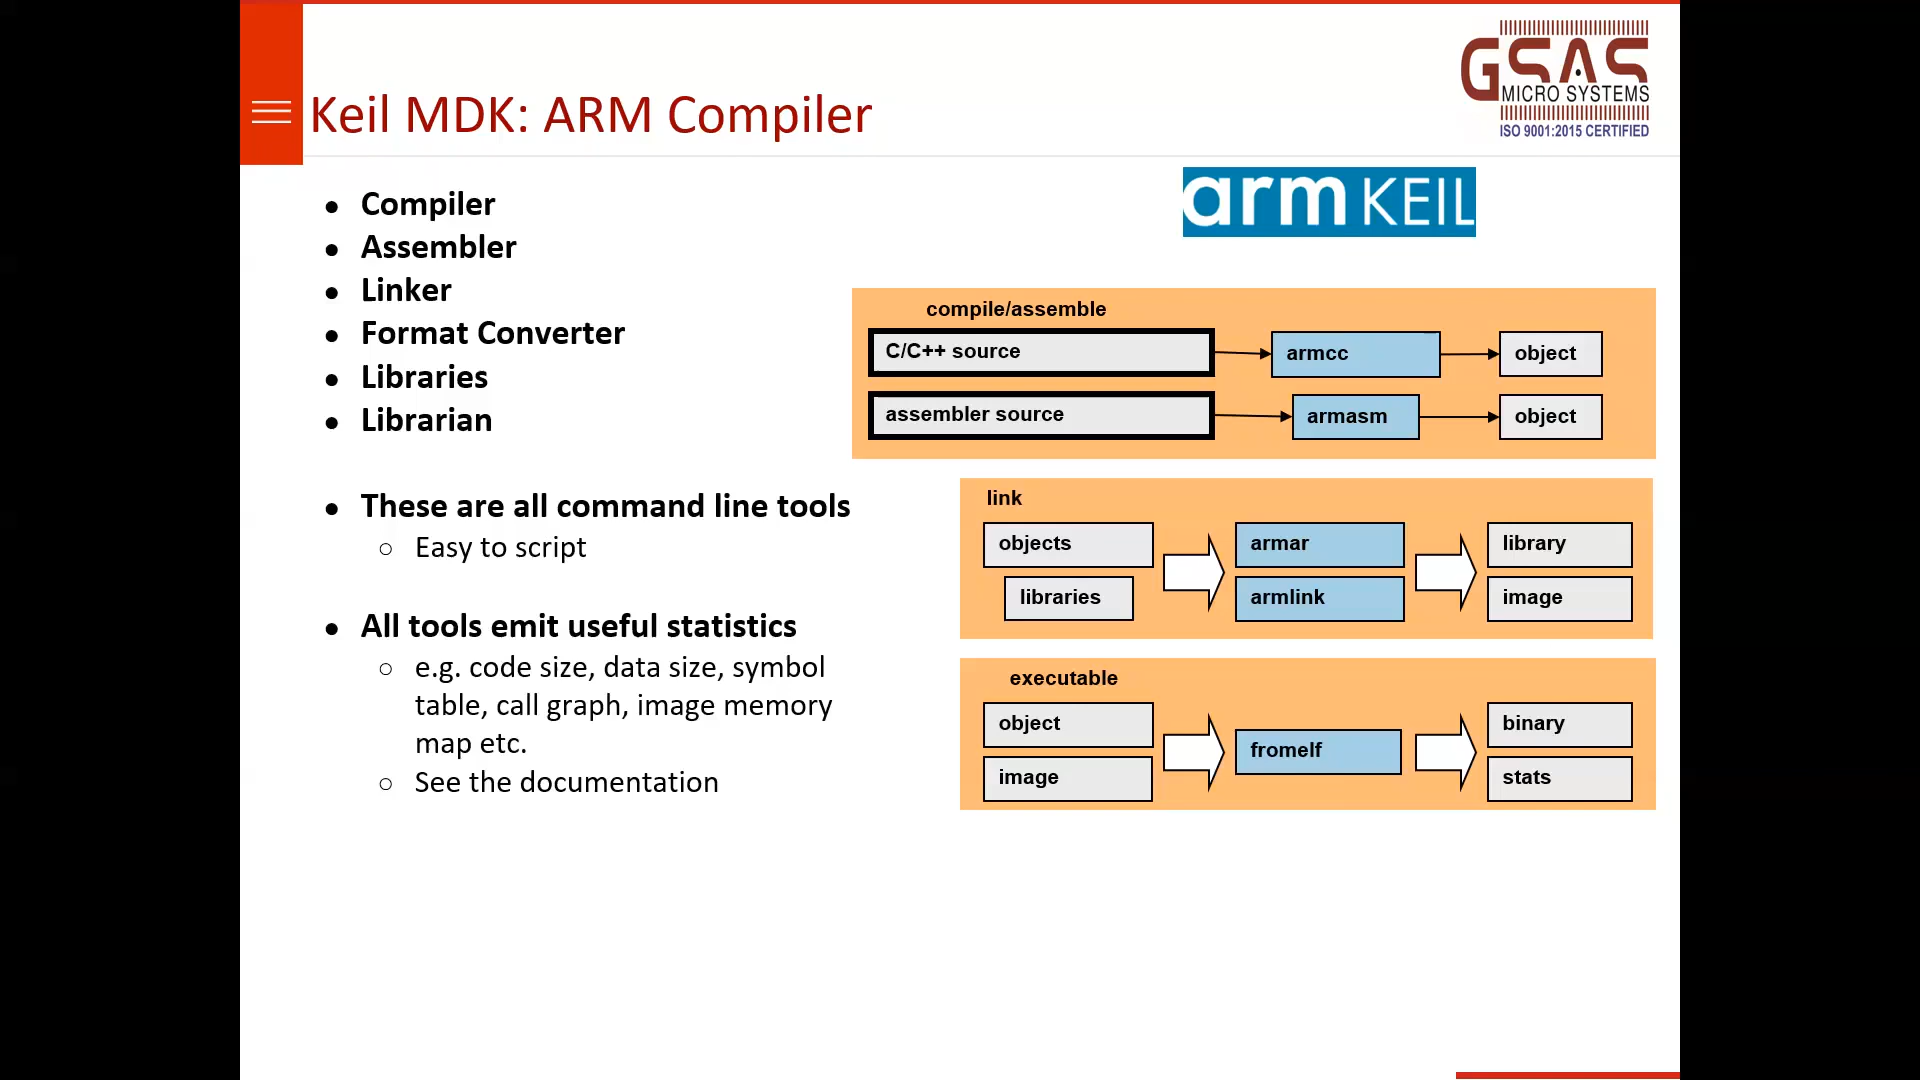 GSAS
MICRO SYSTEMS
ISO 9001:2015 CERTIFIED
Keil MDK: ARM Compiler
arm KEIL
● Compiler
● Assembler
● Linker
● Format Converter
● Libraries
● Librarian
● These are all command line tools
○ Easy to script
● All tools emit useful statistics
○ e.g. code size, data size, symbol
table, call graph, image memory
map etc.
○ See the documentation
compile/assemble
C/C++ source armcc object
assembler source armasm object
link
objects armar library
libraries armlink image
executable
object binary
fromelf
image stats